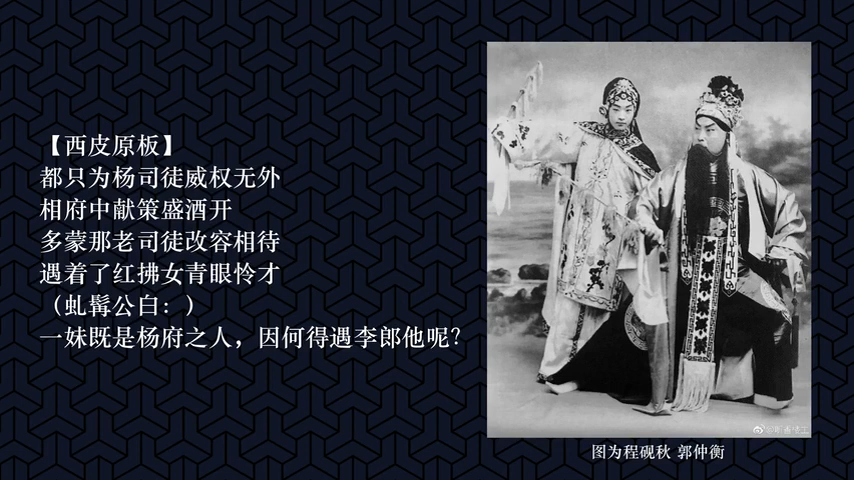 【西皮原板】
都只为杨司徒威权无外
相府中献策盛酒开
多蒙那老司徒改容相待
遇着了红拂女青眼怜才
（虬髯公白：）
一妹既是杨府之人，因何得遇李郎他呢？
图为程砚秋 郭仲衡